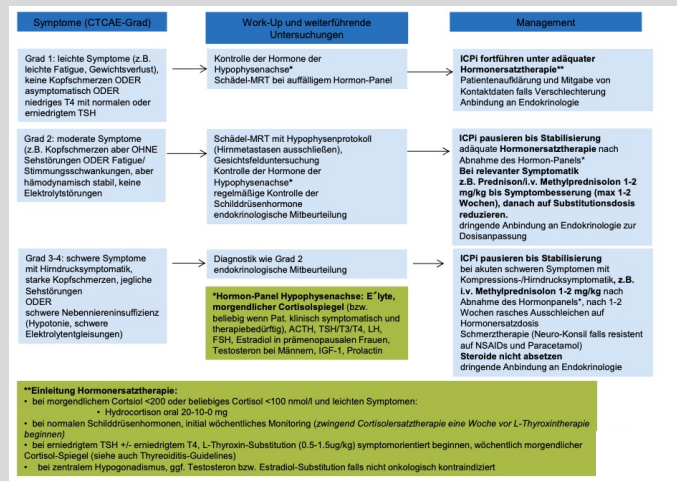 Symptome (CTCAE-Grad)
Work-Up und weiterführende
Untersuchungen
Management
Grad 1: leichte Symptome (z.B.
leichte Fatigue, Gewichtsverlust),
keine Kopfschmerzen ODER
asymptomatisch ODER
niedriges T4 mit normalen oder
erniedrigtem TSH
Kontrolle der Hormone der
Hypophysenachse*
Schädel-MRT bei auffälligem Hormon-Panel
ICPi fortführen unter adäquater
Hormonersatztherapie**
Patientenaufklärung und Mitgabe von
Kontaktdaten falls Verschlechterung
Anbindung an Endokrinologie
Grad 2: moderate Symptome
(z.B. Kopfschmerzen aber OHNE
Sehstörungen ODER Fatigue/
Stimmungsschwankungen, aber
hämodynamisch stabil, keine
Elektrolytstörungen
Schädel-MRT mit Hypophysenprotokoll
(Hirnmetastasen ausschließen),
Gesichtsfelduntersuchung
Kontrolle der Hormone der
Hypophysenachse*
regelmäßige Kontrolle der
Schilddrüsenhormone
endokrinologische Mitbeurteilung
ICPi pausieren bis Stabilisierung
adäquate Hormonersatztherapie nach
Abnahme des Hormon-Panels*
Bei relevanter Symptomatik
z.B. Prednison/i.v. Methylprednisolon 1-2
mg/kg bis Symptombesserung (max 1-2
Wochen), danach auf Substitutionsdosis
reduzieren.
dringende Anbindung an Endokrinologie zur
Dosisanpassung
Grad 3-4: schwere Symptome
mit Hirndrucksymptomatik,
starke Kopfschmerzen, jegliche
Sehstörungen
ODER
schwere Nebenniereninsuffizienz
(Hypotonie, schwere
Elektrolytentgleisungen)
Diagnostik wie Grad 2
endokrinologische Mitbeurteilung
*Hormon-Panel Hypophysenachse: E´lyte,
morgendlicher Cortisolspiegel (bzw.
beliebig wenn Pat. klinisch symptomatisch und
therapiebedürftig), ACTH, TSH/T3/T4, LH,
FSH, Estradiol in prämenopausalen Frauen,
Testosteron bei Männern, IGF-1, Prolactin
ICPi pausieren bis Stabilisierung
bei akuten schweren Symptomen mit
Kompressions-/Hirndrucksymptomatik, z.B.
i.v. Methylprednisolon 1-2 mg/kg nach
Abnahme des Hormonpanels*, nach 1-2
Wochen rasches Ausschleichen auf
Hormonersatzdosis
Schmerztherapie (Neuro-Konsil falls resistent
auf NSAIDs und Paracetamol)
Steroide nicht absetzen
dringende Anbindung an Endokrinologie
**Einleitung Hormonersatztherapie:
• bei morgendlichem Cortsiol <200 oder beliebiges Cortisol <100 nmol/l und leichten Symptomen:
• Hydrocortison oral 20-10-0 mg
• bei normalen Schilddrüsenhormonen, initial wöchentliches Monitoring (zwingend Cortisolersatztherapie eine Woche vor L-Thyroxintherapie
beginnen)
• bei erniedrigtem TSH +/- erniedrigtem T4, L-Thyroxin-Substitution (0.5-1.5ug/kg) symptomorientiert beginnen, wöchentlich morgendlicher
Cortisol-Spiegel (siehe auch Thyreoiditis-Guidelines)
• bei zentralem Hypogonadismus, ggf. Testosteron bzw. Estradiol-Substitution falls nicht onkologisch kontraindiziert